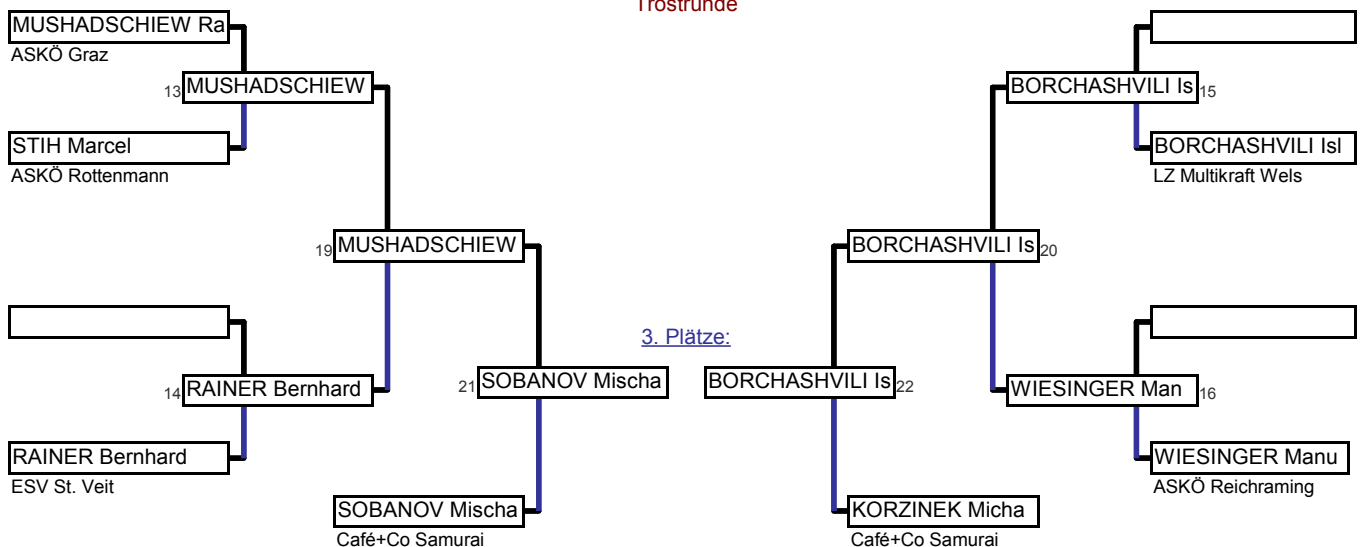 Trostrunde
MUSHADSCHIEW Ra
ASKÖ Graz
13 MUSHADSCHIEW
BORCHASHVILI Is 15
STIH Marcel
ASKÖ Rottenmann
BORCHASHVILI Isl
LZ Multikraft Wels
19 MUSHADSCHIEW
BORCHASHVILI Is 20
3. Plätze:
14 RAINER Bernhard
21 SOBANOV Mischa
BORCHASHVILI Is 22
WIESINGER Man 16
RAINER Bernhard
ESV St. Veit
WIESINGER Manu
ASKÖ Reichraming
SOBANOV Mischa
Café+Co Samurai
KORZINEK Micha
Café+Co Samurai